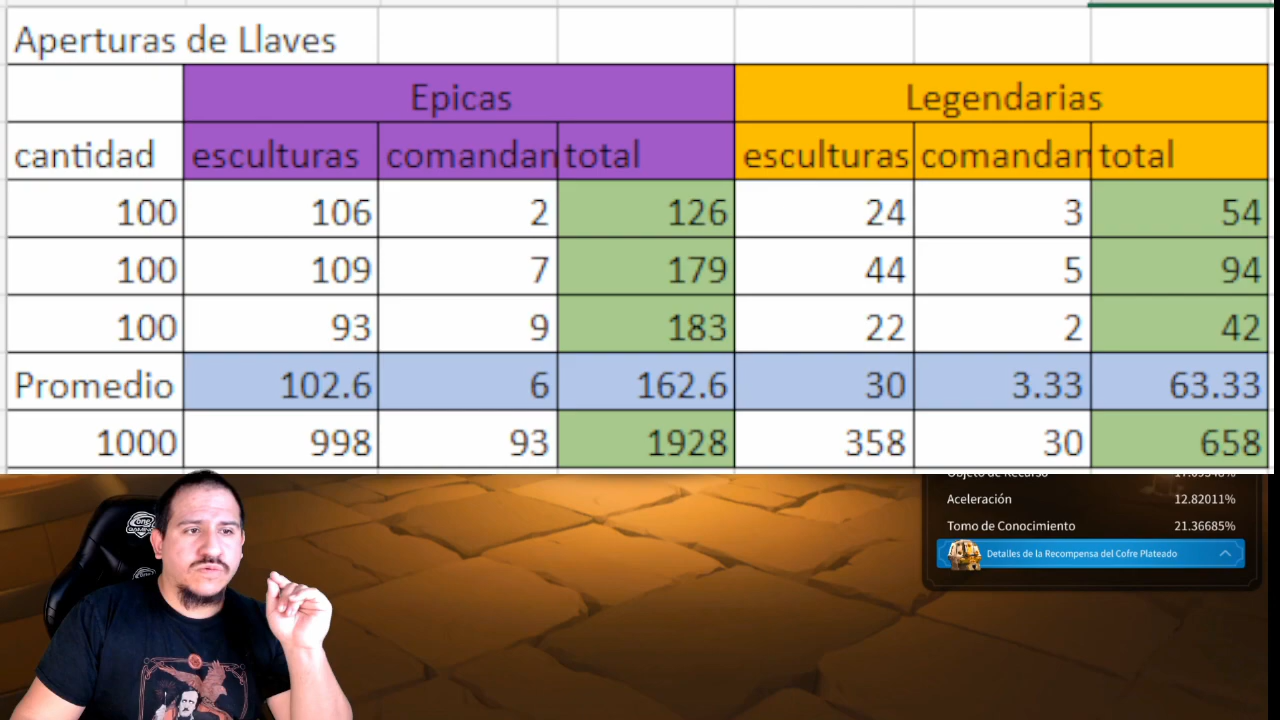 Aperturas de Llaves
Epicas Legendarias
cantidad esculturas comandan total esculturas comandan total
100 106 2 126 24 3 54
100 109 7 179 44 5 94
100 93 9 183 22 2 42
Promedio 102.6 6 162.6 30 3.33 63.33
1000 998 93 1928 358 30 658
Objeto de Recurso
Aceleración 12.82011%
Tomo de Conocimiento 21.36685%
Detalles de la Recompensa del Cofre Plateado